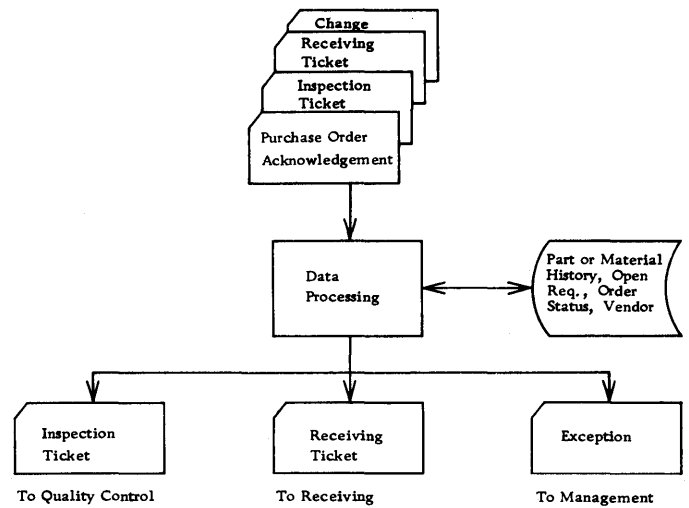 Change
Receiving
Ticket
Inspection
Ticket
Purchase Order
Acknowledgement
Data
Processing
Part or Material
History, Open
Req., Order
Status, Vendor
Inspection
Ticket
Receiving
Ticket
Exception
To Quality Control
To Receiving
To Management